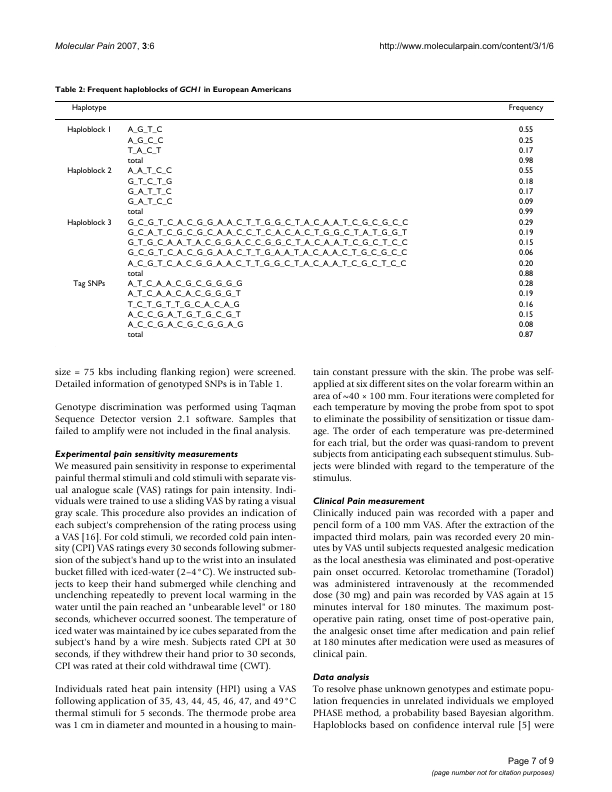 Molecular Pain 2007, 3:6
http://www.molecularpain.com/content/3/1/6
Table 2: Frequent haploblocks of GCH1 in European Americans
Haplotype Frequency
Haploblock 1 A_G_T_C 0.55
A_G_C_C 0.25
T_A_C_T 0.17
total 0.98
Haploblock 2 A_A_T_C_C 0.55
G_T_C_T_G 0.18
G_A_T_T_C 0.17
G_A_T_C_C 0.09
total 0.99
Haploblock 3 G_C_G_T_C_A_C_G_G_A_A_C_T_T_G_G_C_T_A_C_A_A_T_C_G_C_G_C_C 0.29
G_C_A_T_C_G_C_G_C_A_A_C_C_T_C_A_C_A_C_T_G_G_C_T_A_T_G_G_T 0.19
G_T_G_C_A_A_T_A_C_G_G_A_C_C_G_G_C_T_A_C_A_A_T_C_G_C_T_C_C 0.15
G_C_G_T_C_A_C_G_G_A_A_C_T_T_G_A_A_T_A_C_A_A_C_T_G_C_G_C_C 0.06
A_C_G_T_C_A_C_G_G_A_A_C_T_T_G_G_C_T_A_C_A_A_T_C_G_C_T_C_C 0.20
total 0.88
Tag SNPs A_T_C_A_A_C_G_C_G_G_G_G 0.28
A_T_C_A_A_C_A_C_G_G_G_T 0.19
T_C_T_G_T_T_G_C_A_C_A_G 0.16
A_C_C_G_A_T_G_T_G_C_G_T 0.15
A_C_C_G_A_C_G_C_G_G_A_G 0.08
total 0.87
size = 75 kbs including flanking region) were screened.
Detailed information of genotyped SNPs is in Table 1.
Genotype discrimination was performed using Taqman
Sequence Detector version 2.1 software. Samples that
failed to amplify were not included in the final analysis.
Experimental pain sensitivity measurements
We measured pain sensitivity in response to experimental
painful thermal stimuli and cold stimuli with separate vis-
ual analogue scale (VAS) ratings for pain intensity. Indi-
viduals were trained to use a sliding VAS by rating a visual
gray scale. This procedure also provides an indication of
each subject's comprehension of the rating process using
a VAS [16]. For cold stimuli, we recorded cold pain inten-
sity (CPI) VAS ratings every 30 seconds following submer-
sion of the subject's hand up to the wrist into an insulated
bucket filled with iced-water (2–4°C). We instructed sub-
jects to keep their hand submerged while clenching and
unclenching repeatedly to prevent local warming in the
water until the pain reached an "unbearable level" or 180
seconds, whichever occurred soonest. The temperature of
iced water was maintained by ice cubes separated from the
subject's hand by a wire mesh. Subjects rated CPI at 30
seconds, if they withdrew their hand prior to 30 seconds,
CPI was rated at their cold withdrawal time (CWT).
Individuals rated heat pain intensity (HPI) using a VAS
following application of 35, 43, 44, 45, 46, 47, and 49°C
thermal stimuli for 5 seconds. The thermode probe area
was 1 cm in diameter and mounted in a housing to main-
tain constant pressure with the skin. The probe was self-
applied at six different sites on the volar forearm within an
area of ~40 × 100 mm. Four iterations were completed for
each temperature by moving the probe from spot to spot
to eliminate the possibility of sensitization or tissue dam-
age. The order of each temperature was pre-determined
for each trial, but the order was quasi-random to prevent
subjects from anticipating each subsequent stimulus. Sub-
jects were blinded with regard to the temperature of the
stimulus.
Clinical Pain measurement
Clinically induced pain was recorded with a paper and
pencil form of a 100 mm VAS. After the extraction of the
impacted third molars, pain was recorded every 20 min-
utes by VAS until subjects requested analgesic medication
as the local anesthesia was eliminated and post-operative
pain onset occurred. Ketorolac tromethamine (Toradol)
was administered intravenously at the recommended
dose (30 mg) and pain was recorded by VAS again at 15
minutes interval for 180 minutes. The maximum post-
operative pain rating, onset time of post-operative pain,
the analgesic onset time after medication and pain relief
at 180 minutes after medication were used as measures of
clinical pain.
Data analysis
To resolve phase unknown genotypes and estimate popu-
lation frequencies in unrelated individuals we employed
PHASE method, a probability based Bayesian algorithm.
Haploblocks based on confidence interval rule [5] were
Page 7 of 9
(page number not for citation purposes)